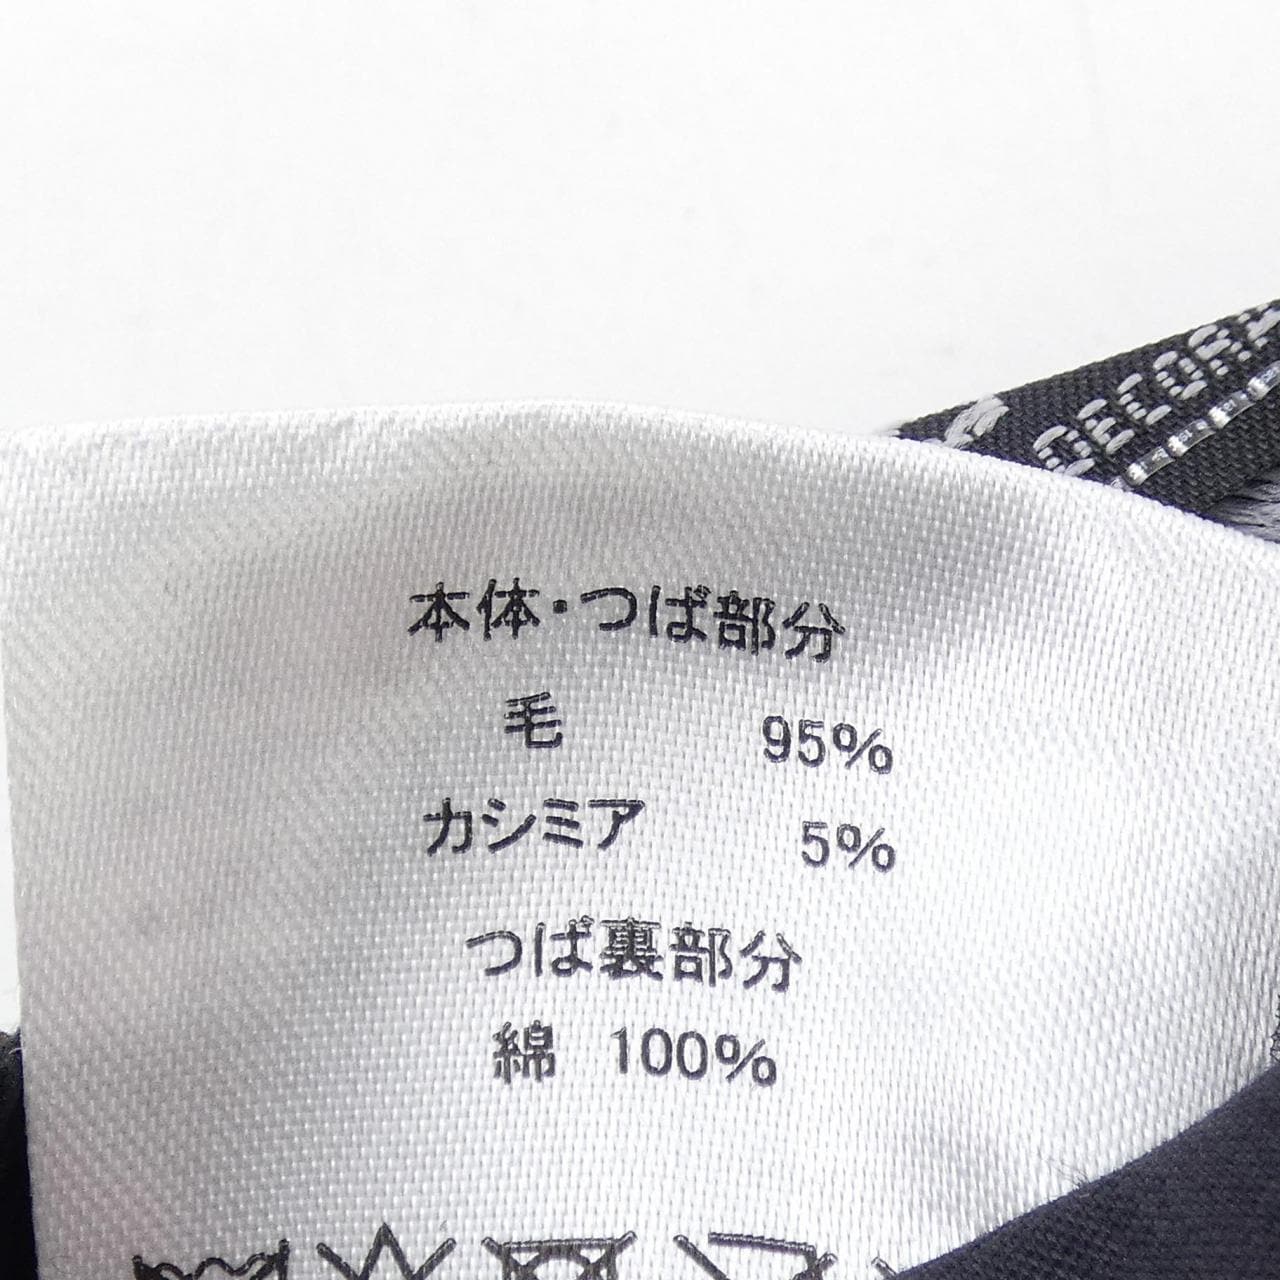 DECOR
本体・つば部分
毛 95%
カシミア 5%
つば裏部分
綿 100%